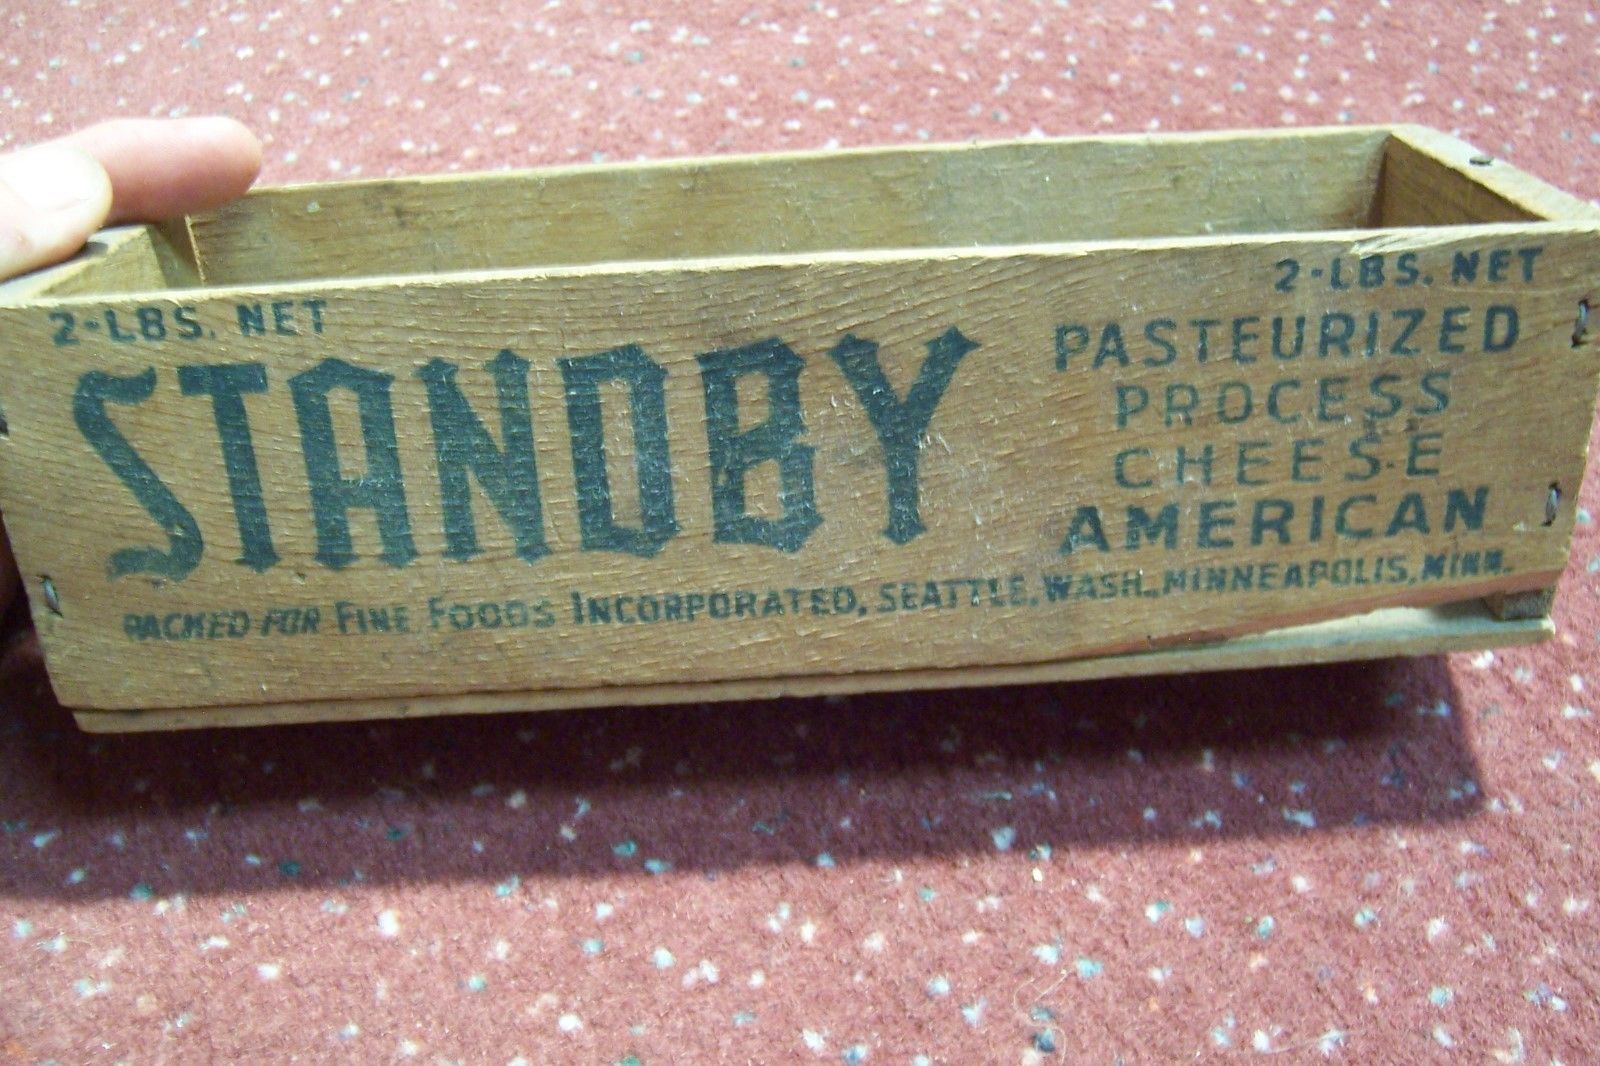 2-LBS. NET
STANDBY
2-LBS. NET
PASTEURIZED
PROCESS
CHEESE
AMERICAN
PACKED FOR FINE FOODS INCORPORATED, SEATTLE, WASH., MINNEAPOLIS, MINN.